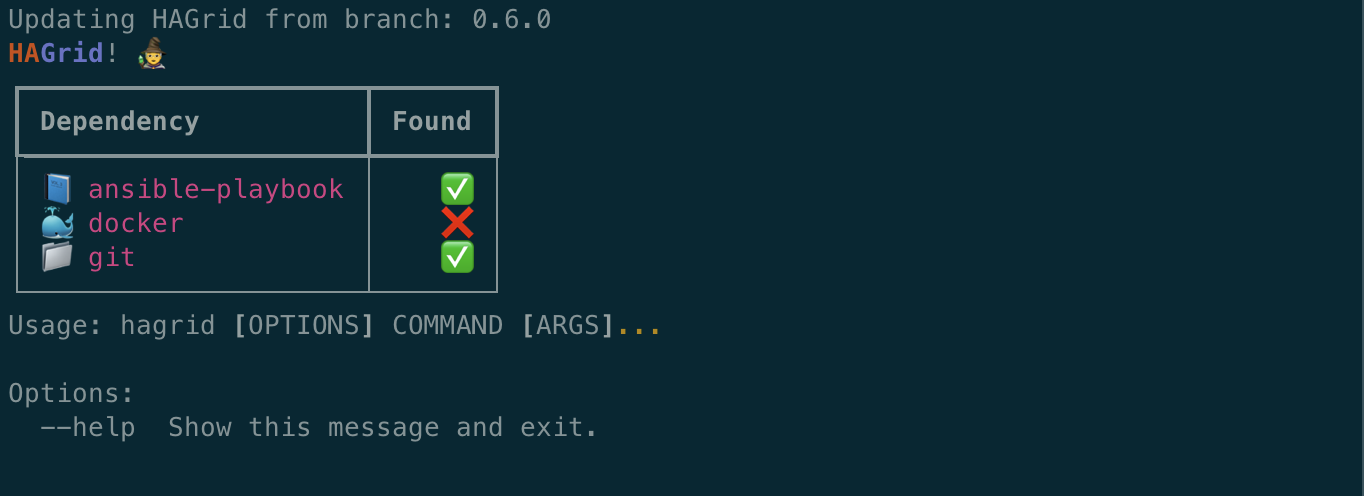 Updating HAGrid from branch: 0.6.0
HAGrid! 🧙
Dependency Found
📘 ansible-playbook ✅
🐳 docker ❌
📁 git ✅
Usage: hagrid [OPTIONS] COMMAND [ARGS]...
Options:
--help Show this message and exit.